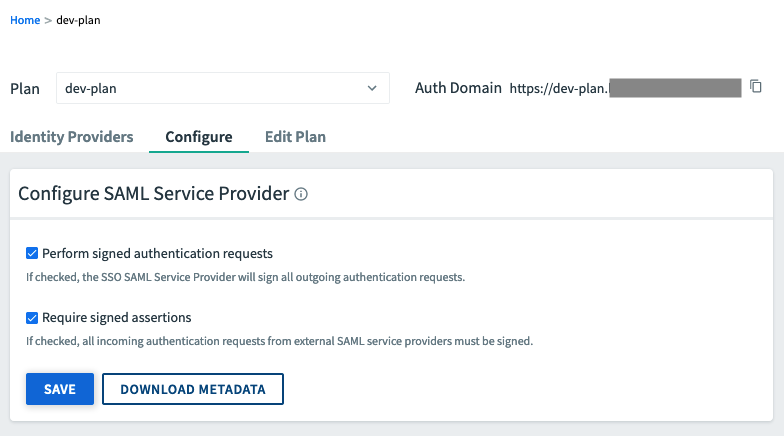 Home > dev-plan
Plan dev-plan Auth Domain https://dev-plan.
Identity Providers Configure Edit Plan
Configure SAML Service Provider
Perform signed authentication requests
If checked, the SSO SAML Service Provider will sign all outgoing authentication requests.
Require signed assertions
If checked, all incoming authentication requests from external SAML service providers must be signed.
SAVE DOWNLOAD METADATA